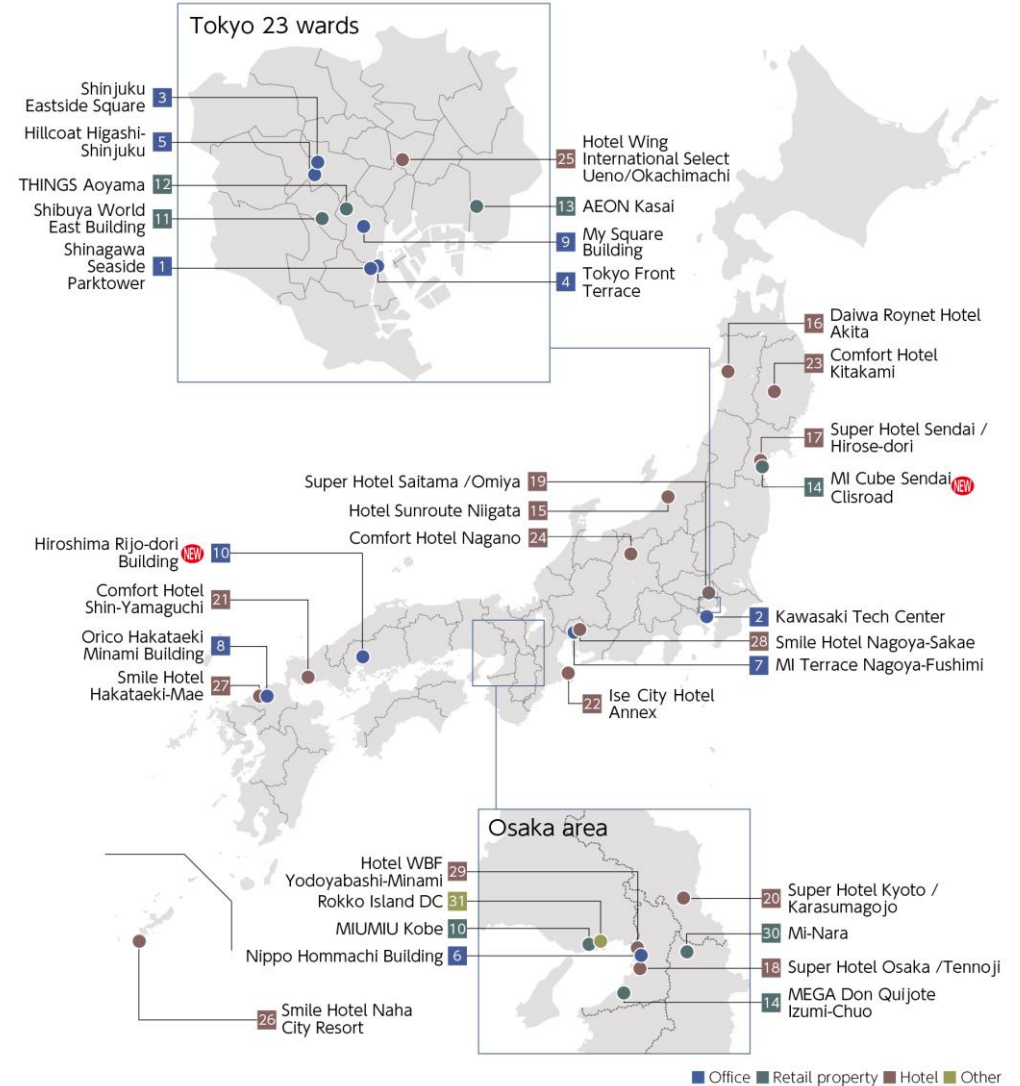 Tokyo 23 wards
Shinjuku
Eastside Square
3
Hillcoat Higashi-
Shinjuku
5
THINGS Aoyama
12
Shibuya World
East Building
11
Shinagawa
Seaside
Parktower
1
25
Hotel Wing
International Select
Ueno/Okachimachi
13
AEON Kasai
9
My Square
Building
4
Tokyo Front
Terrace
16
Daiwa Roynet Hotel
Akita
23
Comfort Hotel
Kitakami
17
Super Hotel Sendai /
Hirose-dori
14
MI Cube Sendai
Clisroad
NEW
Super Hotel Saitama /Omiya
19
Hotel Sunroute Niigata
15
Comfort Hotel Nagano
24
Hiroshima Rijo-dori
Building
NEW
10
Comfort Hotel
Shin-Yamaguchi
21
Orico Hakataeki
Minami Building
8
Smile Hotel
Hakataeki-Mae
27
2
Kawasaki Tech Center
28
Smile Hotel Nagoya-Sakae
7
MI Terrace Nagoya-Fushimi
22
Ise City Hotel
Annex
Osaka area
Hotel WBF
Yodoyabashi-Minami
29
Rokko Island DC
31
MIUMIU Kobe
10
Nippo Hommachi Building
6
20
Super Hotel Kyoto /
Karasumagojo
30
Mi-Nara
18
Super Hotel Osaka /Tennoji
14
MEGA Don Quijote
Izumi-Chuo
26
Smile Hotel Naha
City Resort
Office Retail property Hotel Other